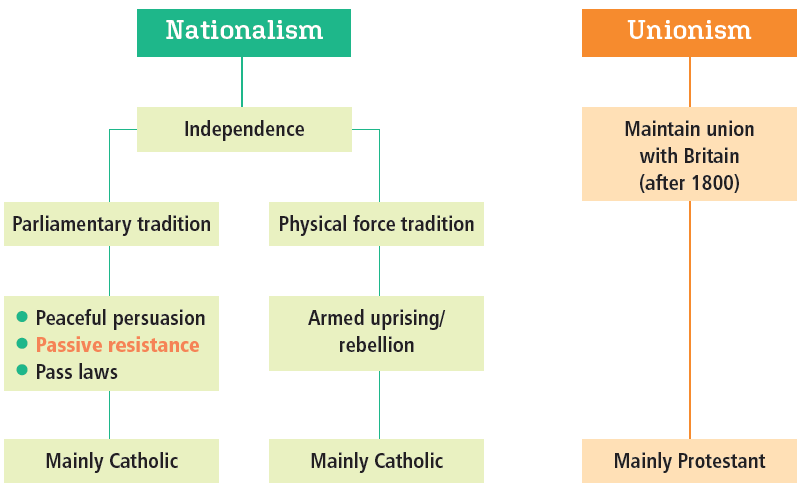 Nationalism
Unionism
Independence
Maintain union
with Britain
(after 1800)
Parliamentary tradition
Physical force tradition
Peaceful persuasion
Passive resistance
Pass laws
Armed uprising/
rebellion
Mainly Catholic
Mainly Catholic
Mainly Protestant